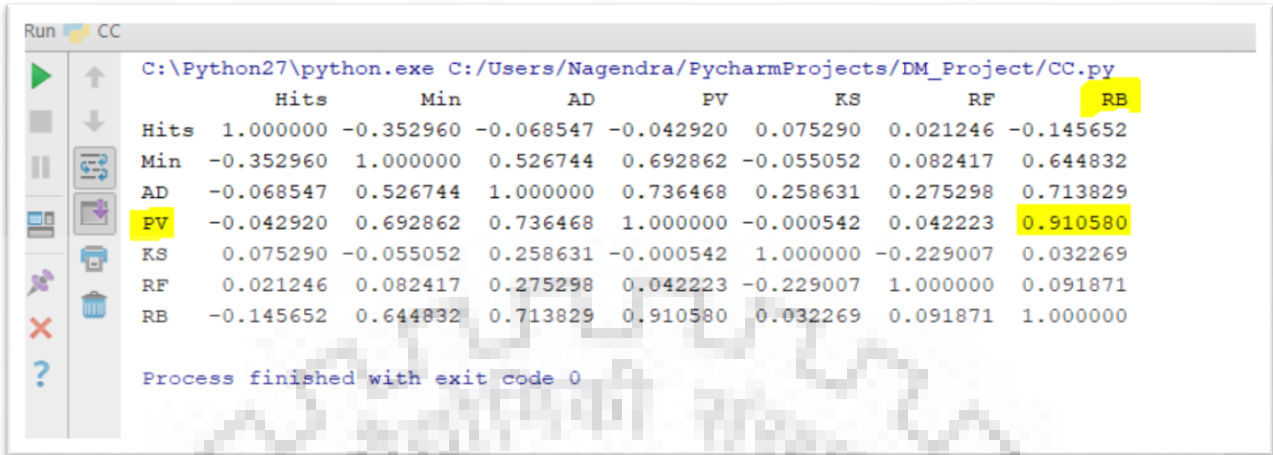 Run CC
C:\Python27\python.exe C:/Users/Nagendra/PycharmProjects/DM_Project/CC.py
Hits Min AD PV KS RF RB
Hits 1.000000 -0.352960 -0.068547 -0.042920 0.075290 0.021246 -0.145652
Min -0.352960 1.000000 0.526744 0.692862 -0.055052 0.082417 0.644832
AD -0.068547 0.526744 1.000000 0.736468 0.258631 0.275298 0.713829
PV -0.042920 0.692862 0.736468 1.000000 -0.000542 0.042223 0.910580
KS 0.075290 -0.055052 0.258631 -0.000542 1.000000 -0.229007 0.032269
RF 0.021246 0.082417 0.275298 0.042223 -0.229007 1.000000 0.091871
RB -0.145652 0.644832 0.713829 0.910580 0.032269 0.091871 1.000000
Process finished with exit code 0